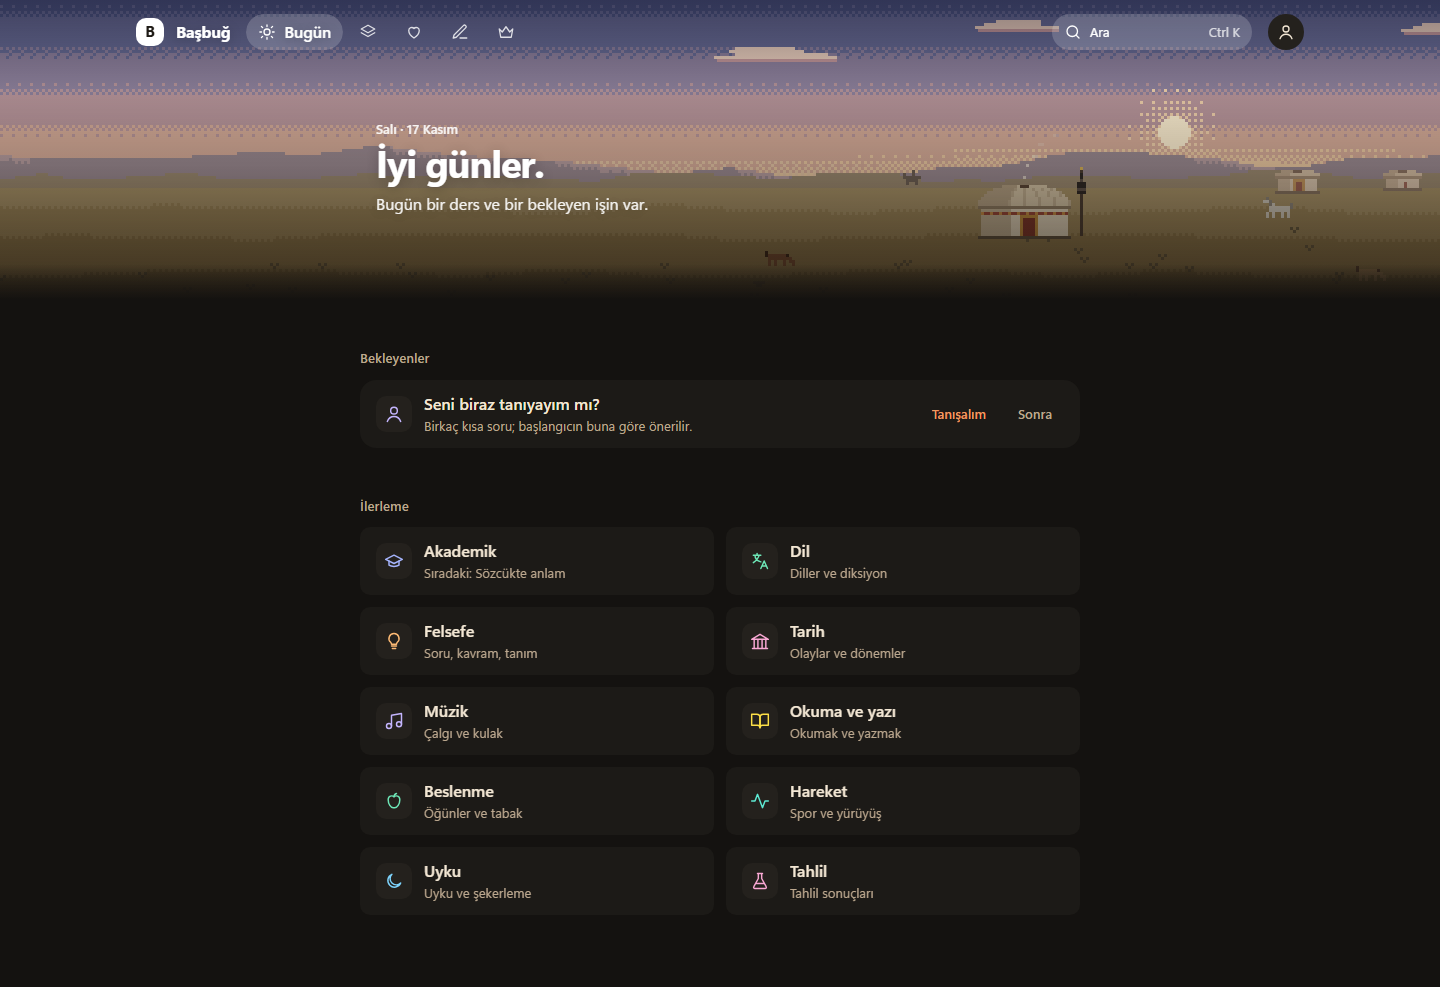 B Başbuğ Bugün Ara Ctrl K
Salı · 17 Kasım
İyi günler.
Bugün bir ders ve bir bekleyen işin var.
Bekleyenler
Seni biraz tanıyayım mı?
Birkaç kısa soru; başlangıcın buna göre önerilir.
Tanışalım Sonra
İlerleme
Akademik
Sıradaki: Sözcükte anlam
Dil
Diller ve diksiyon
Felsefe
Soru, kavram, tanım
Tarih
Olaylar ve dönemler
Müzik
Çalgı ve kulak
Okuma ve yazı
Okumak ve yazmak
Beslenme
Öğünler ve tabak
Hareket
Spor ve yürüyüş
Uyku
Uyku ve şekerleme
Tahlil
Tahlil sonuçları